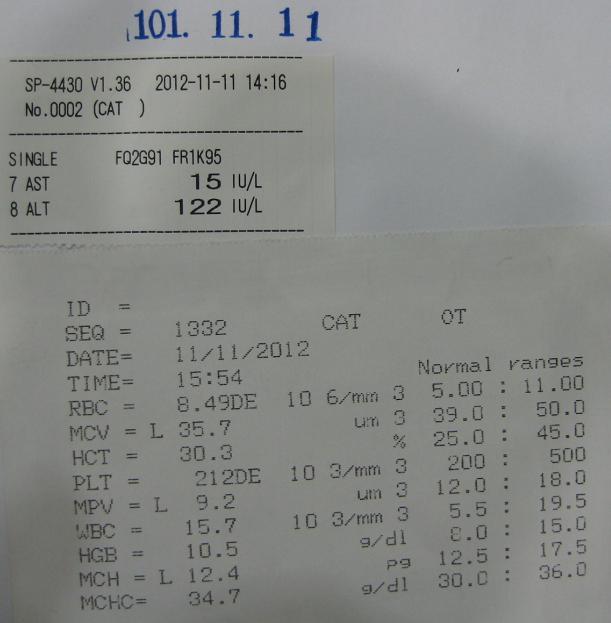 101. 11. 11
SP-4430 V1.36 2012-11-11 14:16
No.0002 (CAT )
SINGLE FQ2G91 FR1K95
7 AST 15 IU/L
8 ALT 122 IU/L
ID =
SEQ = 1332 CAT OT
DATE= 11/11/2012
TIME= 15:54 Normal ranges
RBC = 8.49DE 10 6/mm 3 5.00 : 11.00
MCV = L 35.7 um 3 39.0 : 50.0
HCT = 30.3 % 25.0 : 45.0
PLT = 212DE 10 3/mm 3 200 : 500
MPV = L 9.2 um 3 12.0 : 18.0
WBC = 15.7 10 3/mm 3 5.5 : 19.5
HGB = 10.5 g/dl 8.0 : 15.0
MCH = L 12.4 pg 12.5 : 17.5
MCHC= 34.7 g/dl 30.0 : 36.0